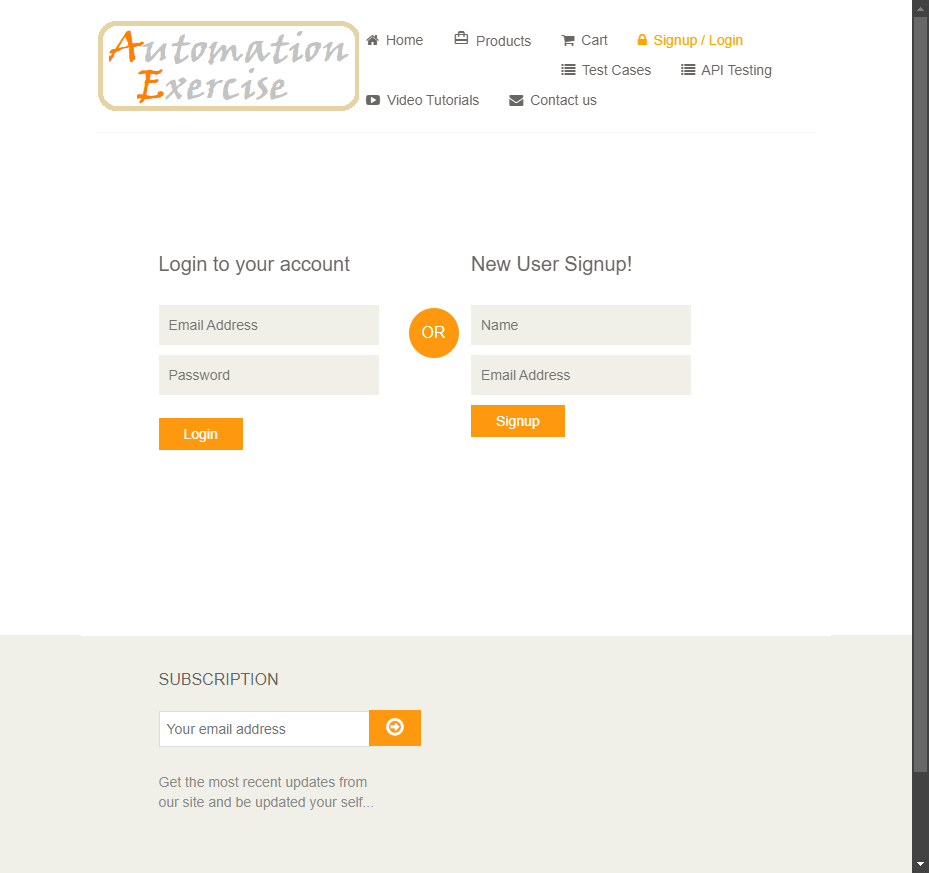 Automation
Exercise
Home Products Cart Signup / Login
Test Cases API Testing
Video Tutorials Contact us
Login to your account
Email Address
Password
Login
OR
New User Signup!
Name
Email Address
Signup
SUBSCRIPTION
Your email address
Get the most recent updates from
our site and be updated your self...